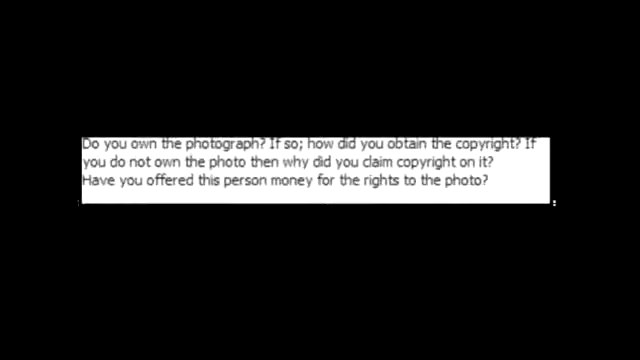 Do you own the photograph? If so; how did you obtain the copyright? If
you do not own the photo then why did you claim copyright on it?
Have you offered this person money for the rights to the photo?